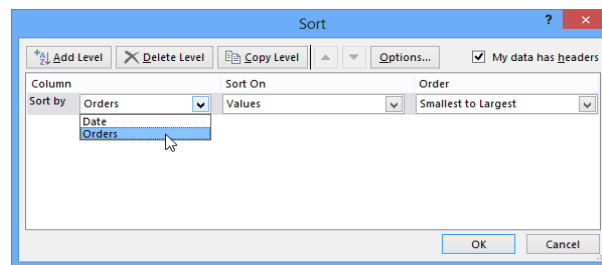 Sort
Add Level Delete Level Copy Level Options... My data has headers
Column Sort On Order
Sort by Orders Values Smallest to Largest
Date
Orders
OK Cancel